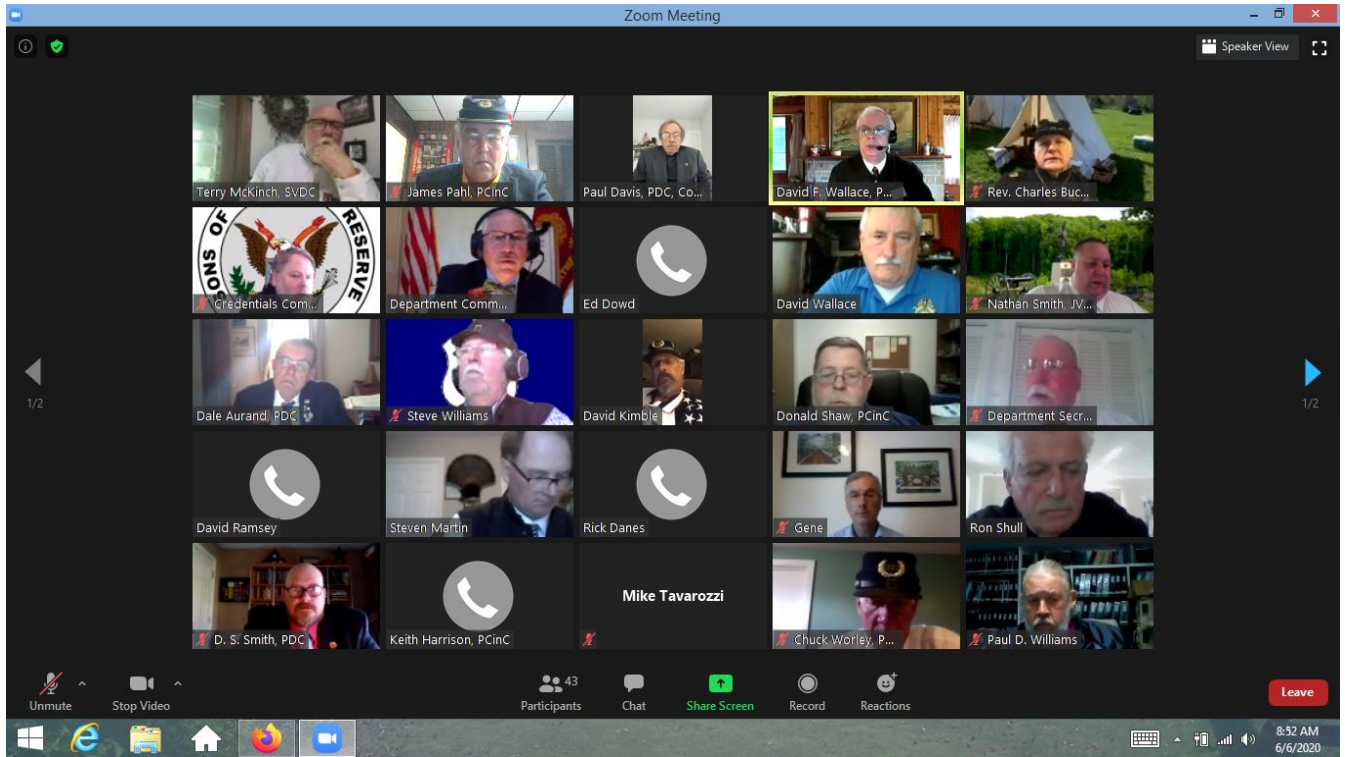 Zoom Meeting
Speaker View
Terry McKinch, SVDC
James Pahl, PCinC
Paul Davis, PDC, Co...
David F. Wallace, P...
Rev. Charles Buc...
SONS OF
RESERVE
Credentials Com...
Department Comm...
Ed Dowd
David Wallace
Nathan Smith, JV...
1/2
1/2
Dale Aurand, PDC
Steve Williams
David Kimble
Donald Shaw, PCinC
Department Secr...
David Ramsey
Steven Martin
Rick Danes
Gene
Ron Shull
D. S. Smith, PDC
Keith Harrison, PCinC
Mike Tavarozzi
Chuck Worley, P...
Paul D. Williams
Unmute
Stop Video
Participants
43
Chat
Share Screen
Record
Reactions
Leave
8:52 AM
6/6/2020